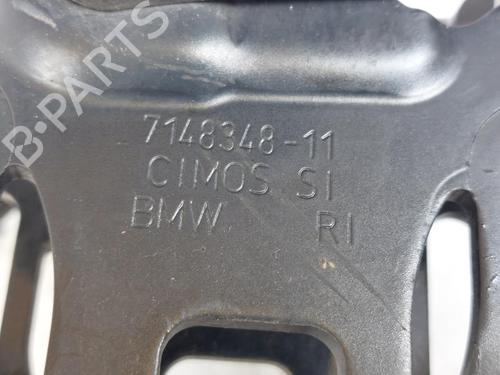 B-PARTS
7148348-11
CIMOS SI
BMW RI